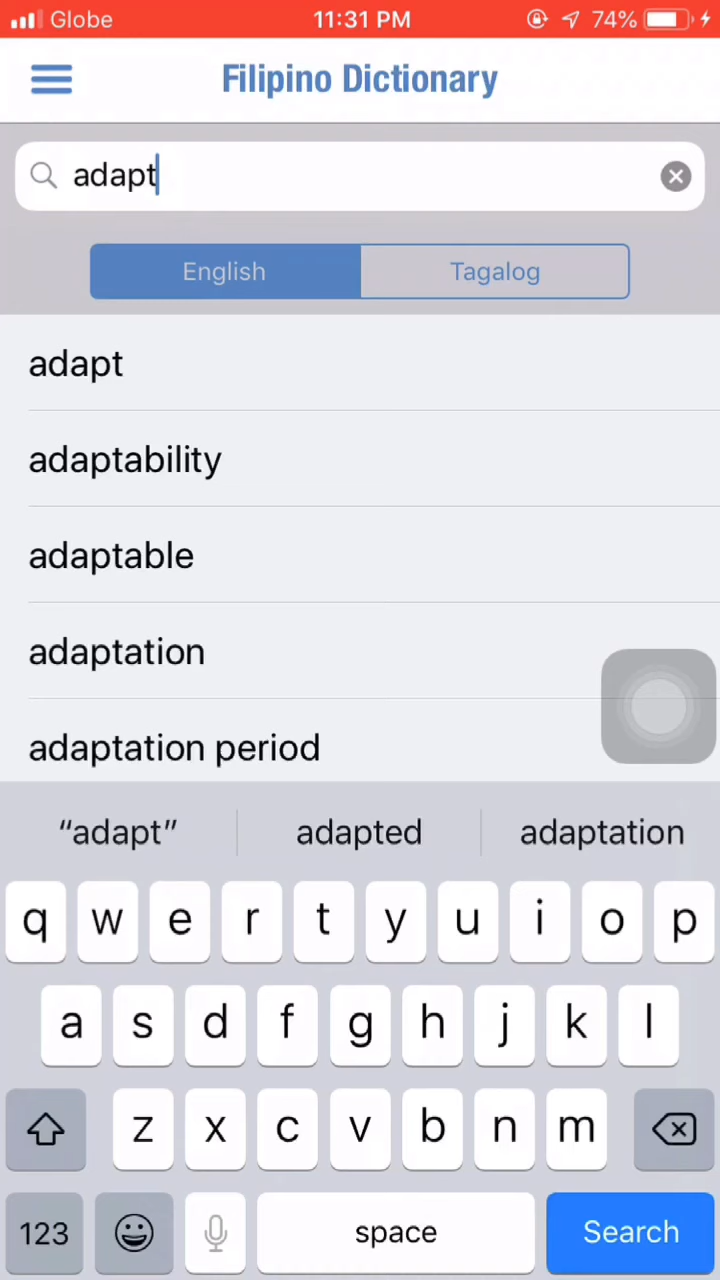 Globe 11:31 PM 74%
Filipino Dictionary
adapt
English Tagalog
adapt
adaptability
adaptable
adaptation
adaptation period
“adapt” adapted adaptation
q w e r t y u i o p
a s d f g h j k l
z x c v b n m
123 space Search